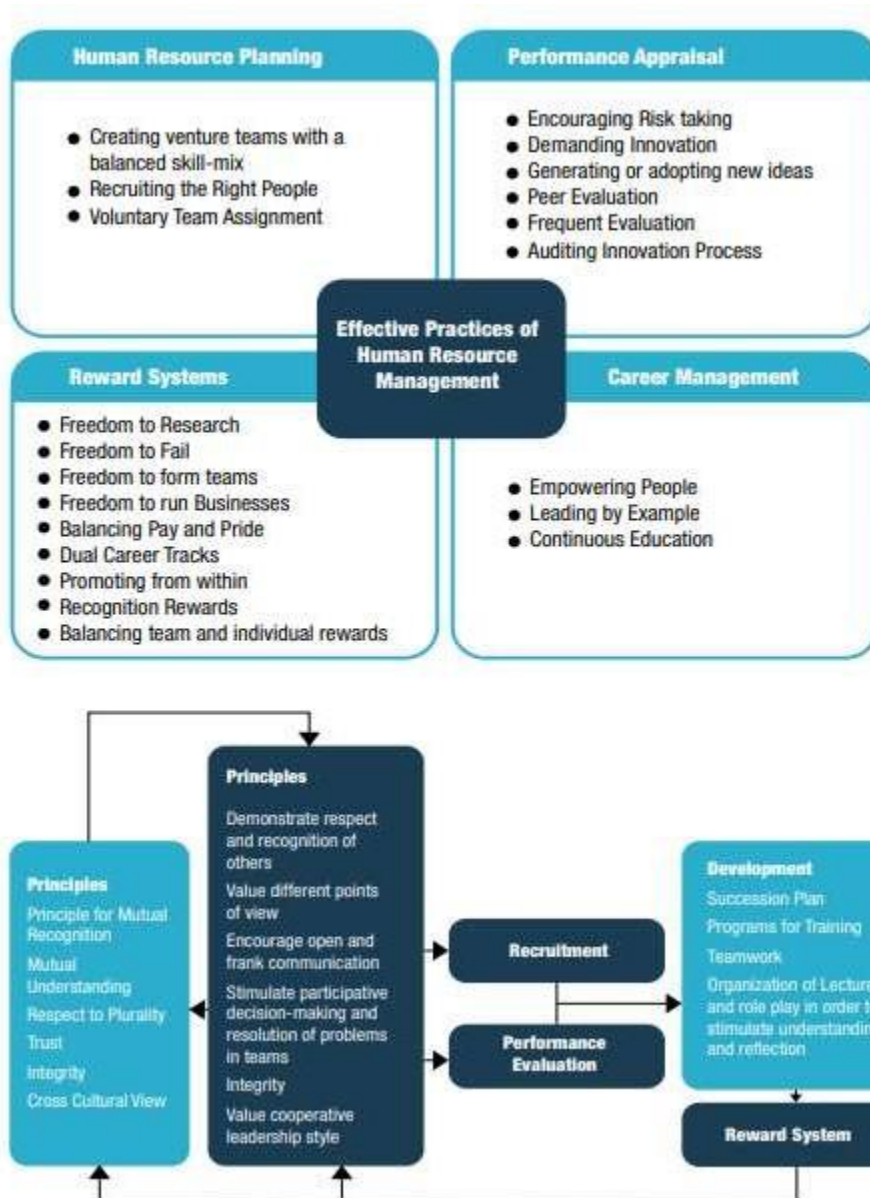 Human Resource Planning
Creating venture teams with a
balanced skill-mix
Recruiting the Right People
Voluntary Team Assignment
Performance Appraisal
Encouraging Risk taking
Demanding Innovation
Generating or adopting new ideas
Peer Evaluation
Frequent Evaluation
Auditing Innovation Process
Effective Practices of
Human Resource
Management
Reward Systems
Freedom to Research
Freedom to Fail
Freedom to form teams
Freedom to run Businesses
Balancing Pay and Pride
Dual Career Tracks
Promoting from within
Recognition Rewards
Balancing team and individual rewards
Career Management
Empowering People
Leading by Example
Continuous Education
Principles
Principle for Mutual
Recognition
Mutual
Understanding
Respect to Plurality
Trust
Integrity
Cross Cultural View
Principles
Demonstrate respect
and recognition of
others
Value different points
of view
Encourage open and
frank communication
Stimulate participative
decision-making and
resolution of problems
in teams
Integrity
Value cooperative
leadership style
Recruitment
Performance
Evaluation
Development
Succession Plan
Programs for Training
Teamwork
Organization of
and role play in order
stimulate
and reflection
Reward System